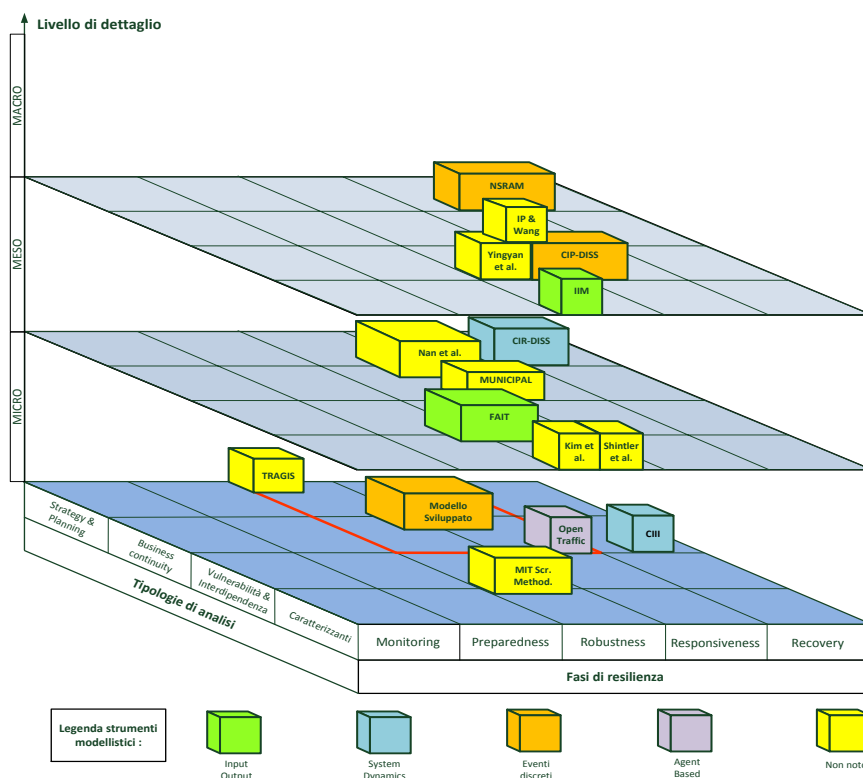 Livello di dettaglio
MACRO
MESO
MICRO
NSRAM
IP &
Wang
Yingyan
et al.
CIP-DISS
IIM
CIR-DISS
Nan et al.
MUNICIPAL
FAIT
Kim et
al.
Shintler
et al.
TRAGIS
Modello
Sviluppato
Open
Traffic
CIII
MIT Scr.
Method.
Strategy &
Planning
Business
continuity
Vulnerabilità &
Interdipendenza
Caratterizzanti
Tipologie di analisi
Monitoring
Preparedness
Robustness
Responsiveness
Recovery
Fasi di resilienza
Legenda strumenti
modellistici :
Input
Output
System
Dynamics
Eventi
discreti
Agent
Based
Non note